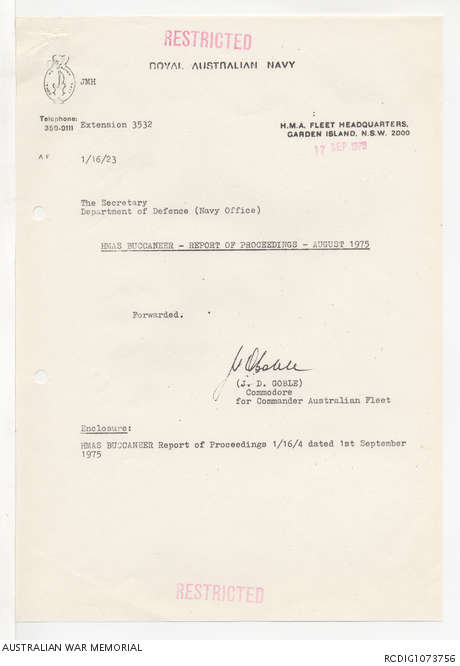 RESTRICTED
ROYAL AUSTRALIAN NAVY
JMH
Telephone:
359-0111 Extension 3532
H.M.A. FLEET HEADQUARTERS,
GARDEN ISLAND, N.S.W. 2000
17 SEP 1975
AF 1/16/23
The Secretary
Department of Defence (Navy Office)
HMAS BUCCANEER - REPORT OF PROCEEDINGS - AUGUST 1975
Forwarded.
(J. D. GOBLE)
Commodore
for Commander Australian Fleet
Enclosure:
HMAS BUCCANEER Report of Proceedings 1/16/4 dated 1st September
1975
RESTRICTED
AUSTRALIAN WAR MEMORIAL
RCDIG1073756